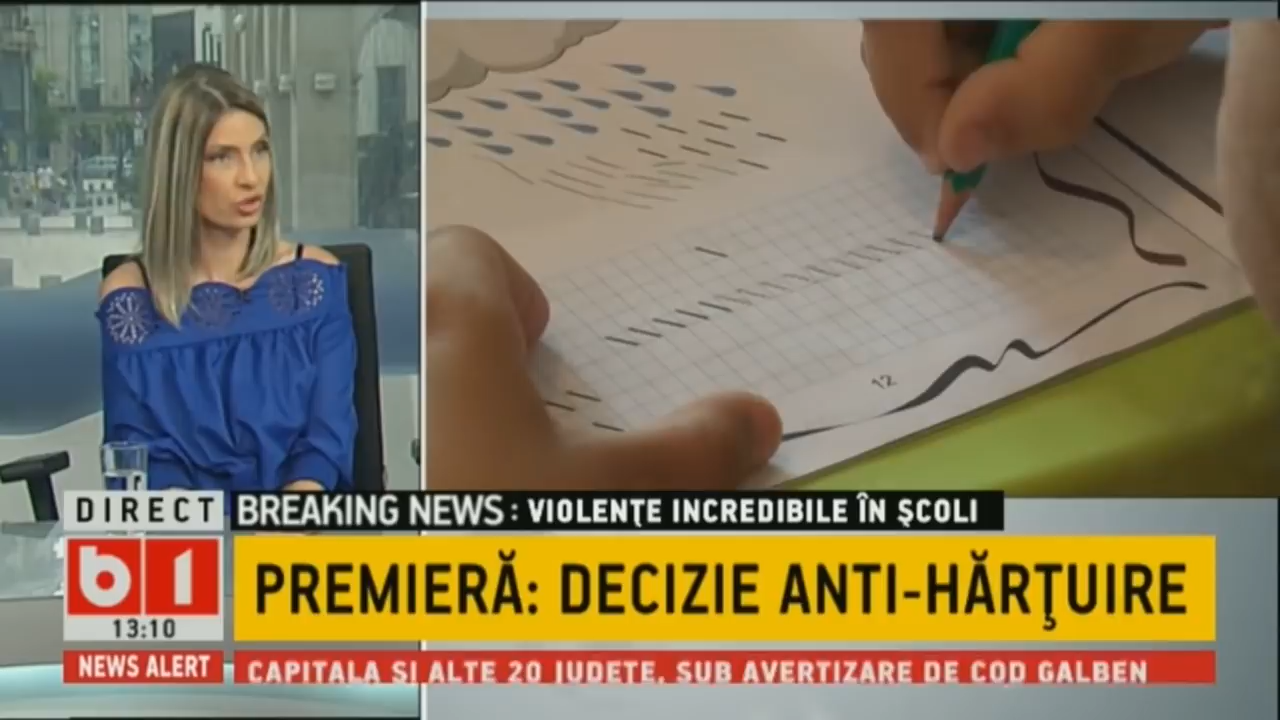 12
DIRECT
BREAKING NEWS: VIOLENŢE INCREDIBILE ÎN ŞCOLI
b1
PREMIERĂ: DECIZIE ANTI-HĂRŢUIRE
13:10
NEWS ALERT
CAPITALA ŞI ALTE 20 JUDEŢE, SUB AVERTIZARE DE COD GALBEN